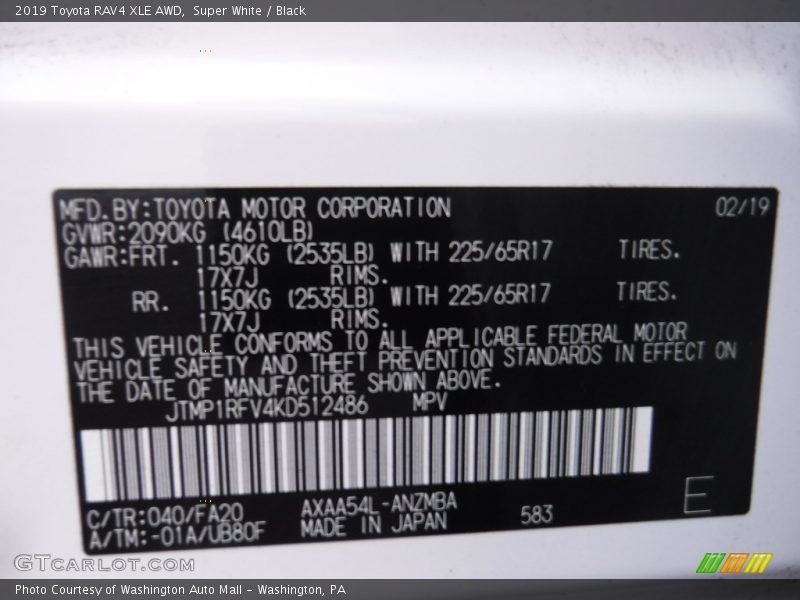 2019 Toyota RAV4 XLE AWD,  Super White / Black
MFD.BY:TOYOTA MOTOR CORPORATION 02/19
GVWR:2090KG (4610LB)
GAWR:FRT. 1150KG (2535LB) WITH 225/65R17 TIRES.
17X7J RIMS.
RR. 1150KG (2535LB) WITH 225/65R17 TIRES.
17X7J RIMS.
THIS VEHICLE CONFORMS TO ALL APPLICABLE FEDERAL MOTOR
VEHICLE SAFETY AND THEFT PREVENTION STANDARDS IN EFFECT ON
THE DATE OF MANUFACTURE SHOWN ABOVE.
JTMP1RFV4KD512486 MPV
C/TR:040/FA20 AXAA54L-ANZMBA 583 E
A/TM:-01A/UB80F MADE IN JAPAN
GTCARLOT.COM
Photo Courtesy of Washington Auto Mall – Washington, PA